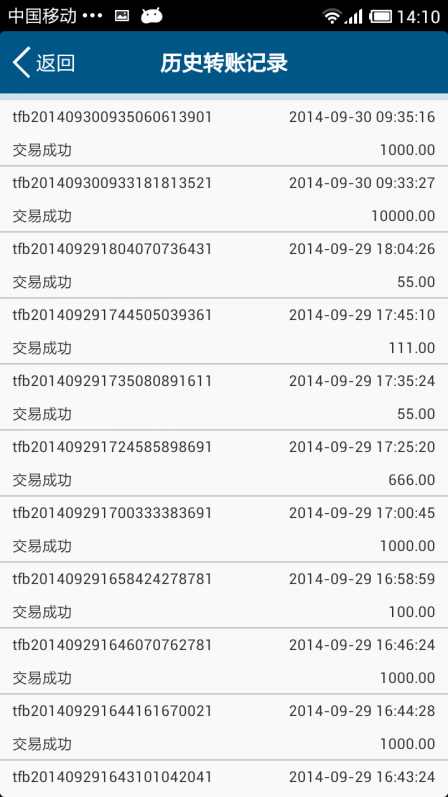 中国移动 ••• 14:10
返回 历史转账记录
tfb201409300935060613901 2014-09-30 09:35:16
交易成功 1000.00
tfb201409300933181813521 2014-09-30 09:33:27
交易成功 10000.00
tfb201409291804070736431 2014-09-29 18:04:26
交易成功 55.00
tfb201409291744505039361 2014-09-29 17:45:10
交易成功 111.00
tfb201409291735080891611 2014-09-29 17:35:24
交易成功 55.00
tfb201409291724585898691 2014-09-29 17:25:20
交易成功 666.00
tfb201409291700333383691 2014-09-29 17:00:45
交易成功 1000.00
tfb201409291658424278781 2014-09-29 16:58:59
交易成功 100.00
tfb201409291646070762781 2014-09-29 16:46:24
交易成功 1000.00
tfb201409291644161670021 2014-09-29 16:44:28
交易成功 1000.00
tfb201409291643101042041 2014-09-29 16:43:24